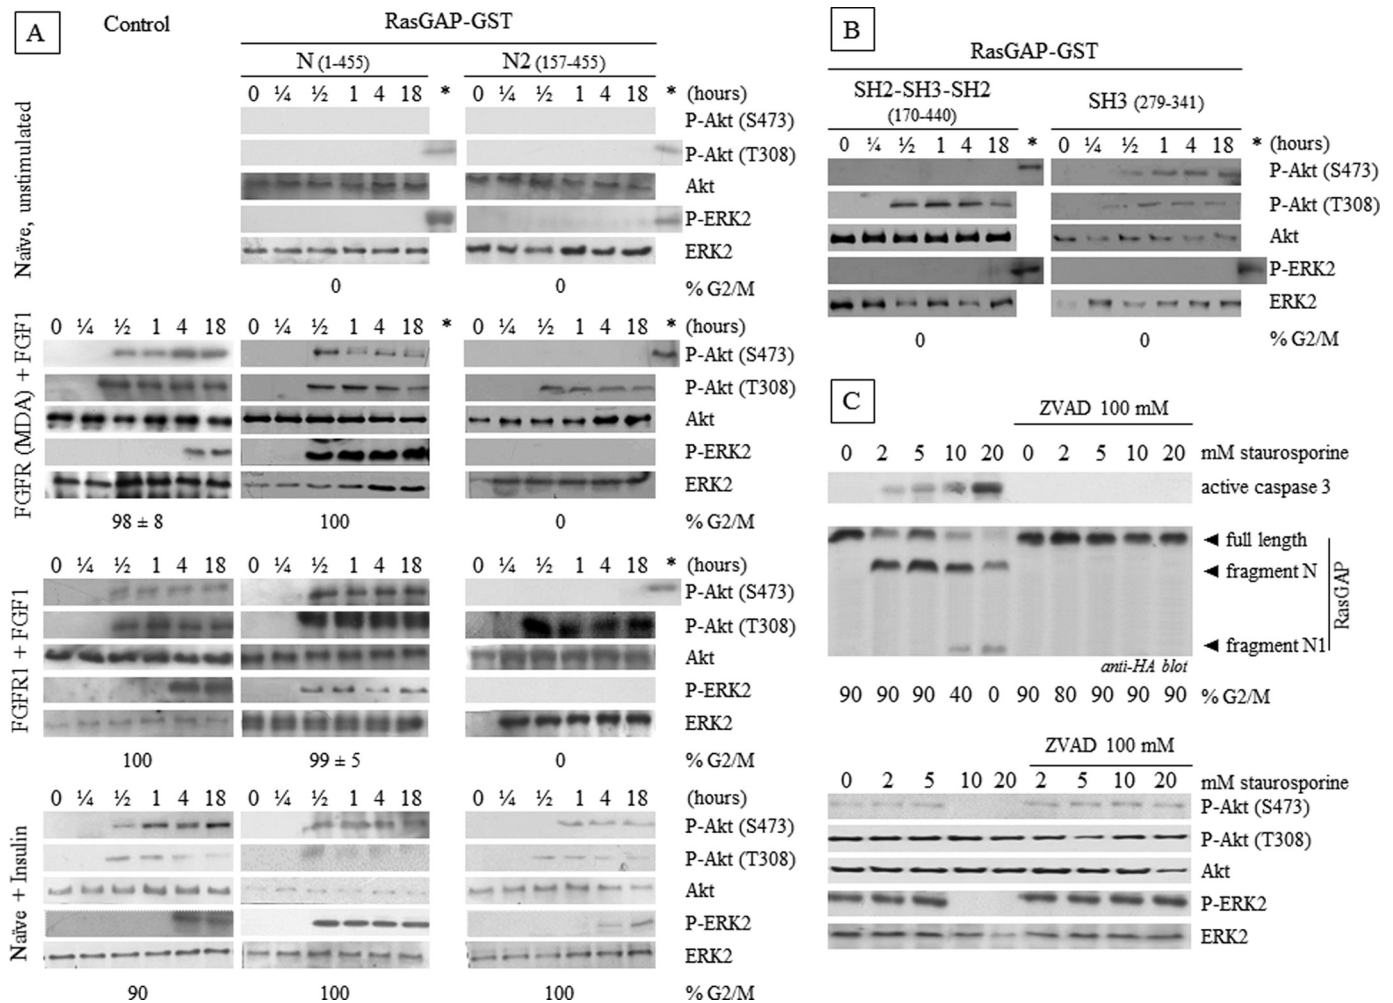 A
Control
RasGAP-GST
N (1-455)
N2 (157-455)
Naïve, unstimulated
0 ¼ ½ 1 4 18 *
0 ¼ ½ 1 4 18 * (hours)
P-Akt (S473)
P-Akt (T308)
Akt
P-ERK2
ERK2
0 0 % G2/M
FGFR (MDA) + FGF1
0 ¼ ½ 1 4 18
0 ¼ ½ 1 4 18 *
0 ¼ ½ 1 4 18 * (hours)
P-Akt (S473)
P-Akt (T308)
Akt
P-ERK2
ERK2
98 ± 8 100 0 % G2/M
FGFR1 + FGF1
0 ¼ ½ 1 4 18
0 ¼ ½ 1 4 18
0 ¼ ½ 1 4 18 * (hours)
P-Akt (S473)
P-Akt (T308)
Akt
P-ERK2
ERK2
100 99 ± 5 0 % G2/M
Naïve + Insulin
0 ¼ ½ 1 4 18
0 ¼ ½ 1 4 18
0 ¼ ½ 1 4 18 (hours)
P-Akt (S473)
P-Akt (T308)
Akt
P-ERK2
ERK2
90 100 100 % G2/M
B
RasGAP-GST
SH2-SH3-SH2
(170-440)
SH3 (279-341)
0 ¼ ½ 1 4 18 *
0 ¼ ½ 1 4 18 * (hours)
P-Akt (S473)
P-Akt (T308)
Akt
P-ERK2
ERK2
0 0 % G2/M
C
ZVAD 100 mM
0 2 5 10 20 0 2 5 10 20 mM staurosporine
active caspase 3
full length
fragment N
fragment N1
RasGAP
anti-HA blot
90 90 90 40 0 90 80 90 90 90 % G2/M
ZVAD 100 mM
0 2 5 10 20 2 5 10 20 mM staurosporine
P-Akt (S473)
P-Akt (T308)
Akt
P-ERK2
ERK2